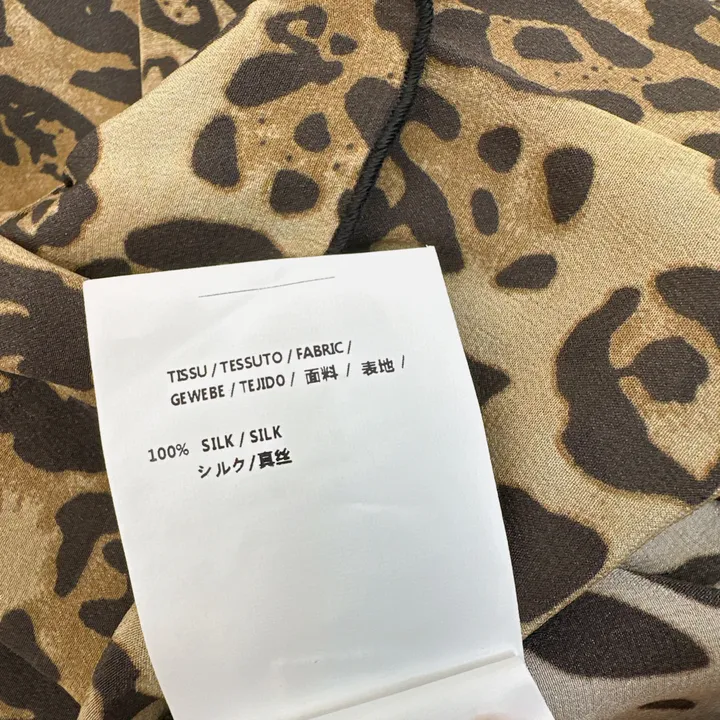 TISSU / TESSUTO / FABRIC /
GEWEBE / TEJIDO / 面料 / 表地 /
100% SILK / SILK
シルク/真丝